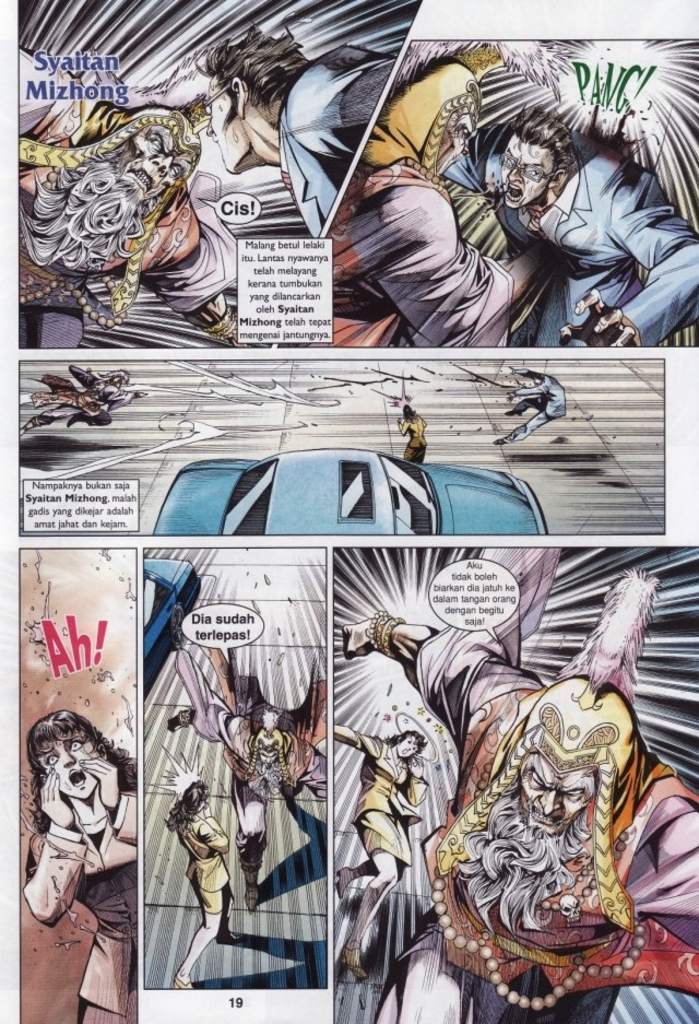 Syaitan
Mizhong
Cis!
Malang betul lelaki
itu. Lantas nyawanya
telah melayang
kerana tumbukan
yang dilancarkan
oleh Syaitan
Mizhong telah tepat
mengenai jantungnya.
PANG!
Nampaknya bukan saja
Syaitan Mizhong, malah
gadis yang dikejar adalah
amat jahat dan kejam.
Ah!
Dia sudah
terlepas!
Aku
tidak boleh
biarkan dia jatuh ke
dalam tangan orang
dengan begitu
saja!
19